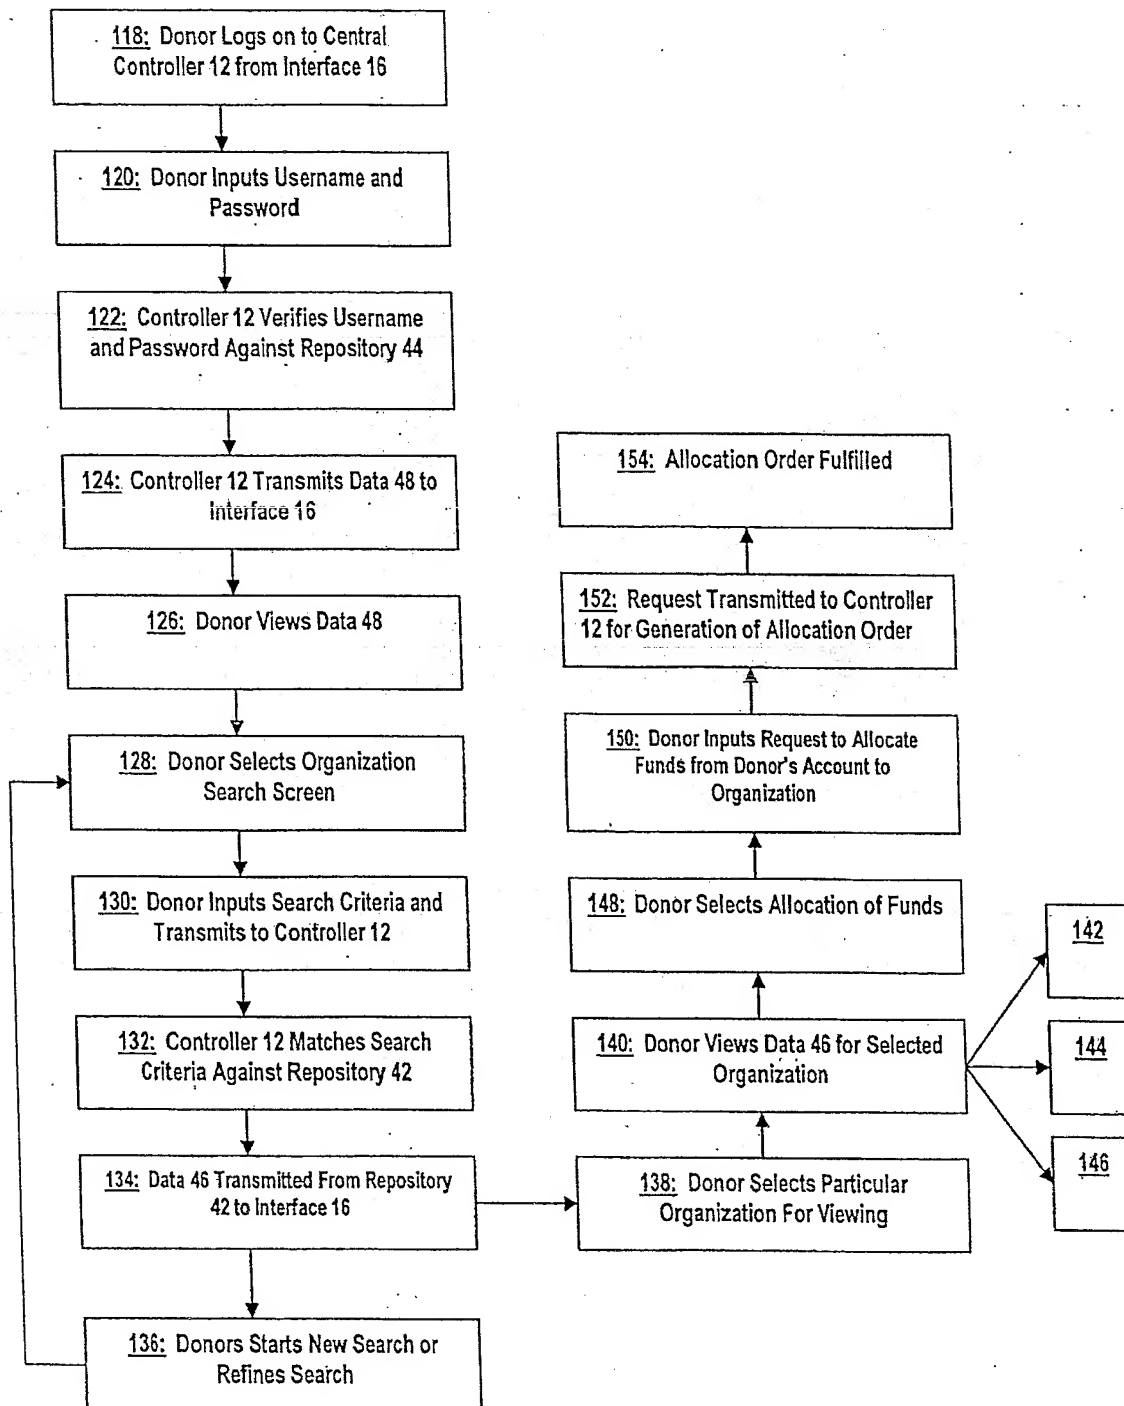 118: Donor Logs on to Central
Controller 12 from Interface 16
120: Donor Inputs Username and
Password
122: Controller 12 Verifies Username
and Password Against Repository 44
124: Controller 12 Transmits Data 48 to
Interface 16
126: Donor Views Data 48
128: Donor Selects Organization
Search Screen
130: Donor Inputs Search Criteria and
Transmits to Controller 12
132: Controller 12 Matches Search
Criteria Against Repository 42
134: Data 46 Transmitted From Repository
42 to Interface 16
136: Donors Starts New Search or
Refines Search
138: Donor Selects Particular
Organization For Viewing
140: Donor Views Data 46 for Selected
Organization
142
144
146
148: Donor Selects Allocation of Funds
150: Donor Inputs Request to Allocate
Funds from Donor's Account to
Organization
152: Request Transmitted to Controller
12 for Generation of Allocation Order
154: Allocation Order Fulfilled